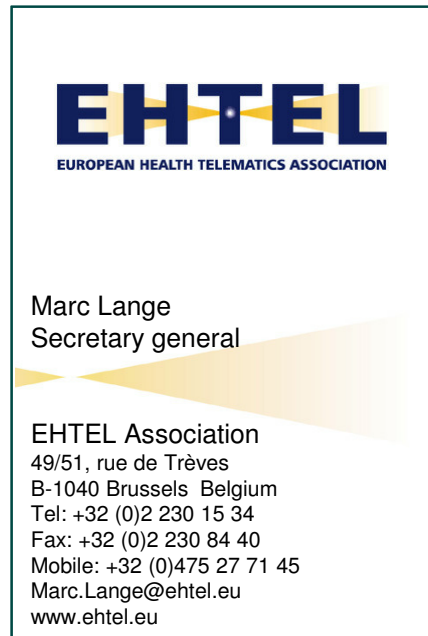 EHTEL
EUROPEAN HEALTH TELEMATICS ASSOCIATION
Marc Lange
Secretary general
EHTEL Association
49/51, rue de Trèves
B-1040 Brussels Belgium
Tel: +32 (0)2 230 15 34
Fax: +32 (0)2 230 84 40
Mobile: +32 (0)475 27 71 45
Marc.Lange@ehtel.eu
www.ehtel.eu